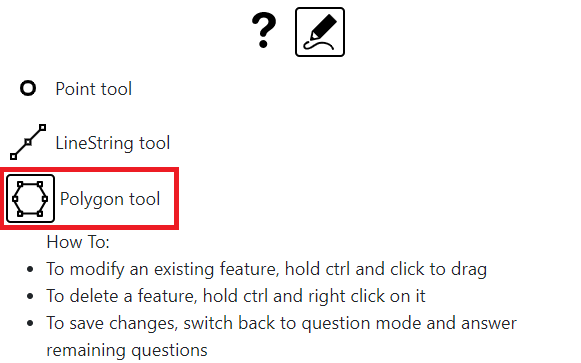 ?
Point tool
LineString tool
Polygon tool
How To:
• To modify an existing feature, hold ctrl and click to drag
• To delete a feature, hold ctrl and right click on it
• To save changes, switch back to question mode and answer
remaining questions